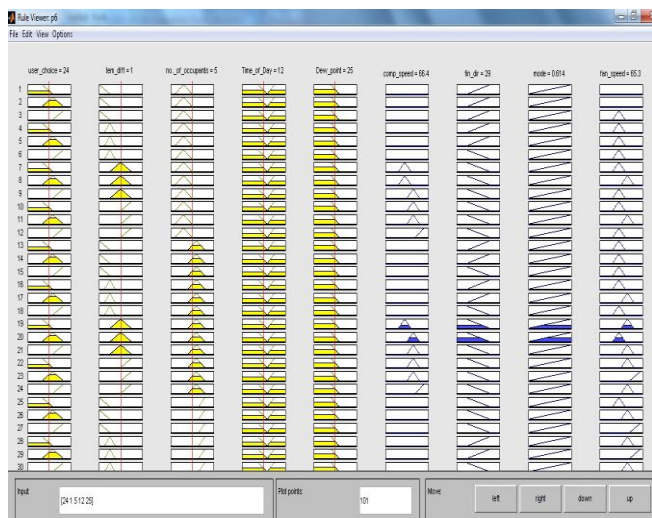 Rule Viewer: p6
File Edit View Options
user_choice = 24
tem_diff = 1
no._of_occupants = 5
Time_of_Day = 12
Dew_point = 25
comp_speed = 66.4
fin_dir = 29
mode = 0.614
fan_speed = 65.3
1
2
3
4
5
6
7
8
9
10
11
12
13
14
15
16
17
18
19
20
21
22
23
24
25
26
27
28
29
30
Input:
[24 1 5 12 25]
Plot points:
101
Move:
left
right
down
up